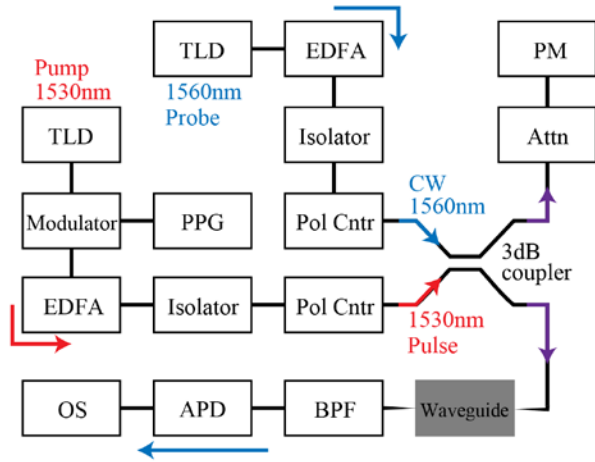 TLD
EDFA
PM
Pump
1530nm
1560nm
Probe
TLD
Isolator
Attn
Modulator
PPG
Pol Cntr
CW
1560nm
3dB
coupler
EDFA
Isolator
Pol Cntr
1530nm
Pulse
OS
APD
BPF
Waveguide